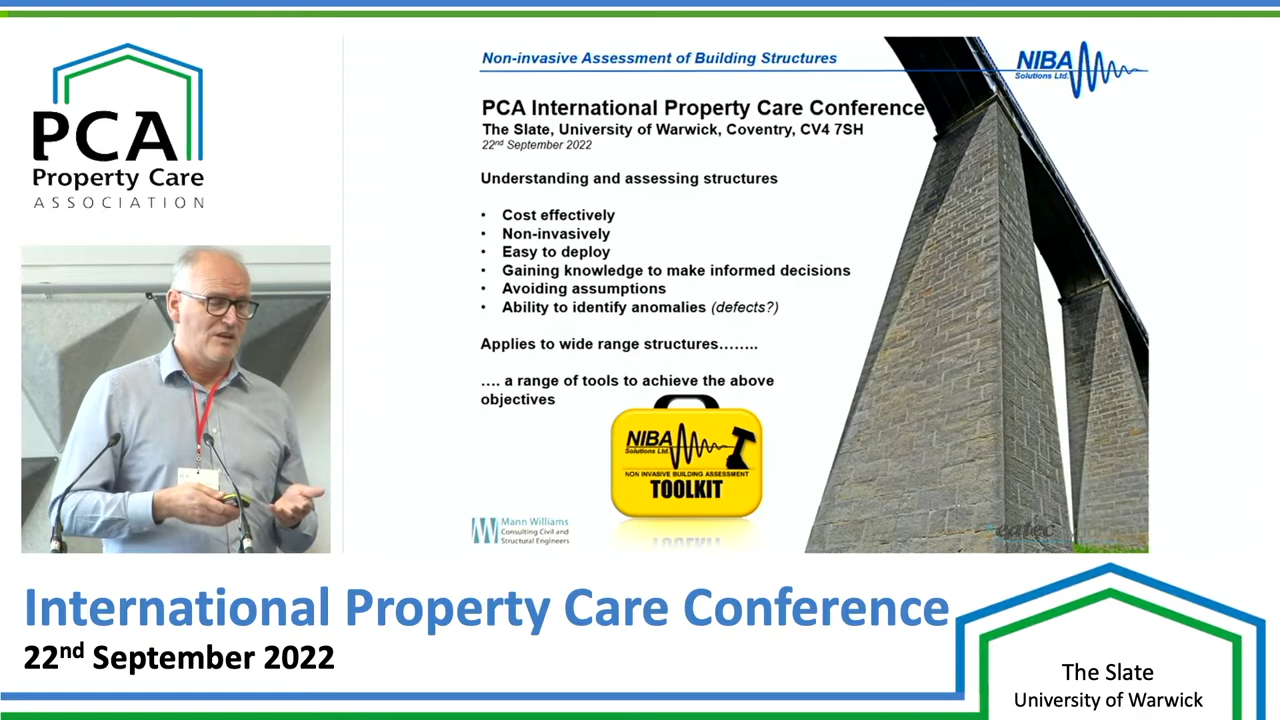 PCA
Property Care
ASSOCIATION
Non-invasive Assessment of Building Structures
NIBA
Solutions Ltd.
PCA International Property Care Conference
The Slate, University of Warwick, Coventry, CV4 7SH
22nd September 2022
Understanding and assessing structures
• Cost effectively
• Non-invasively
• Easy to deploy
• Gaining knowledge to make informed decisions
• Avoiding assumptions
• Ability to identify anomalies (defects?)
Applies to wide range structures……..
…. a range of tools to achieve the above
objectives
NIBA
Solutions Ltd.
NON INVASIVE BUILDING ASSESSMENT
TOOLKIT
Mann Williams
Consulting Civil and
Structural Engineers
International Property Care Conference
22nd September 2022
The Slate
University of Warwick